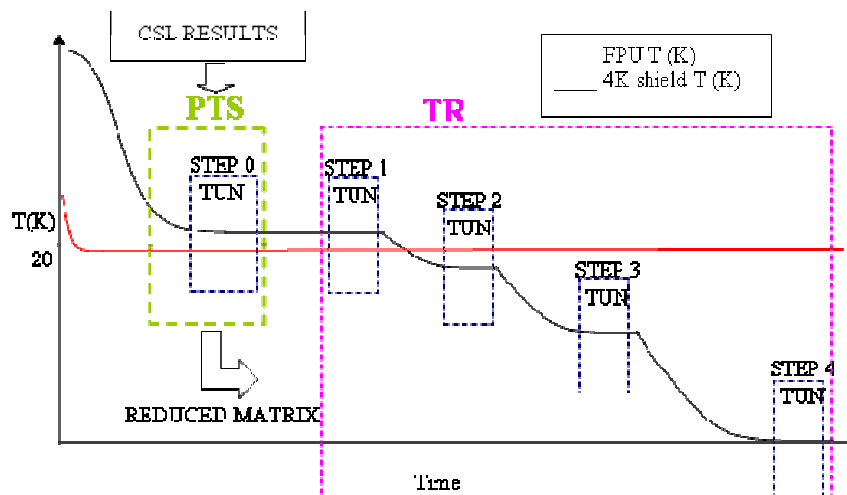 CSL RESULTS
FPU T (K)
4K shield T (K)
PTS
TR
STEP 0
TUN
STEP 1
TUN
STEP 2
TUN
T(K)
20
STEP 3
TUN
STEP 4
TUN
REDUCED MATRIX
Time